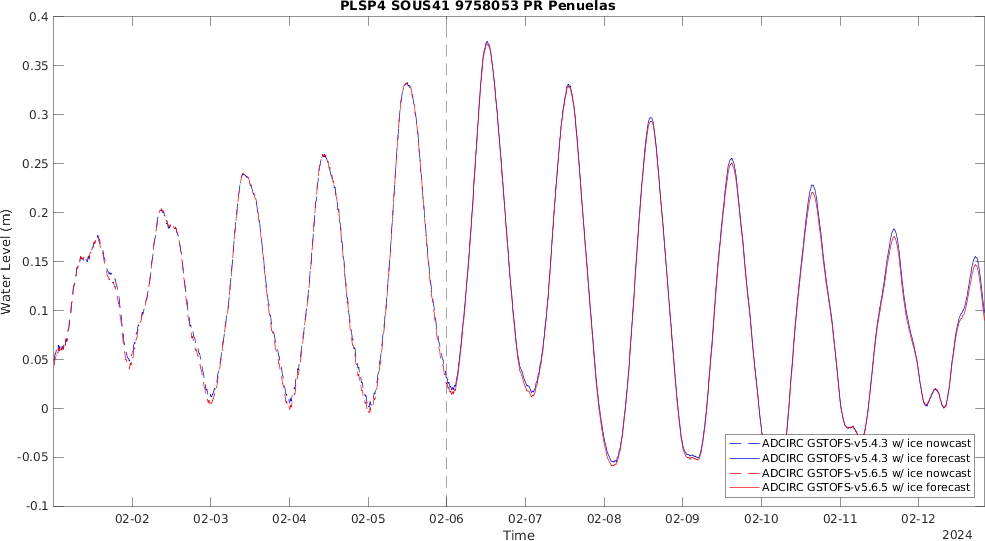 PLSP4 SOUS41 9758053 PR Penuelas
0.4
0.35
0.3
0.25
0.2
0.15
0.1
0.05
0
-0.05
-0.1
Water Level (m)
ADCIRC GSTOFS-v5.4.3 w/ ice nowcast
ADCIRC GSTOFS-v5.4.3 w/ ice forecast
ADCIRC GSTOFS-v5.6.5 w/ ice nowcast
ADCIRC GSTOFS-v5.6.5 w/ ice forecast
02-02 02-03 02-04 02-05 02-06 02-07 02-08 02-09 02-10 02-11 02-12
Time
2024